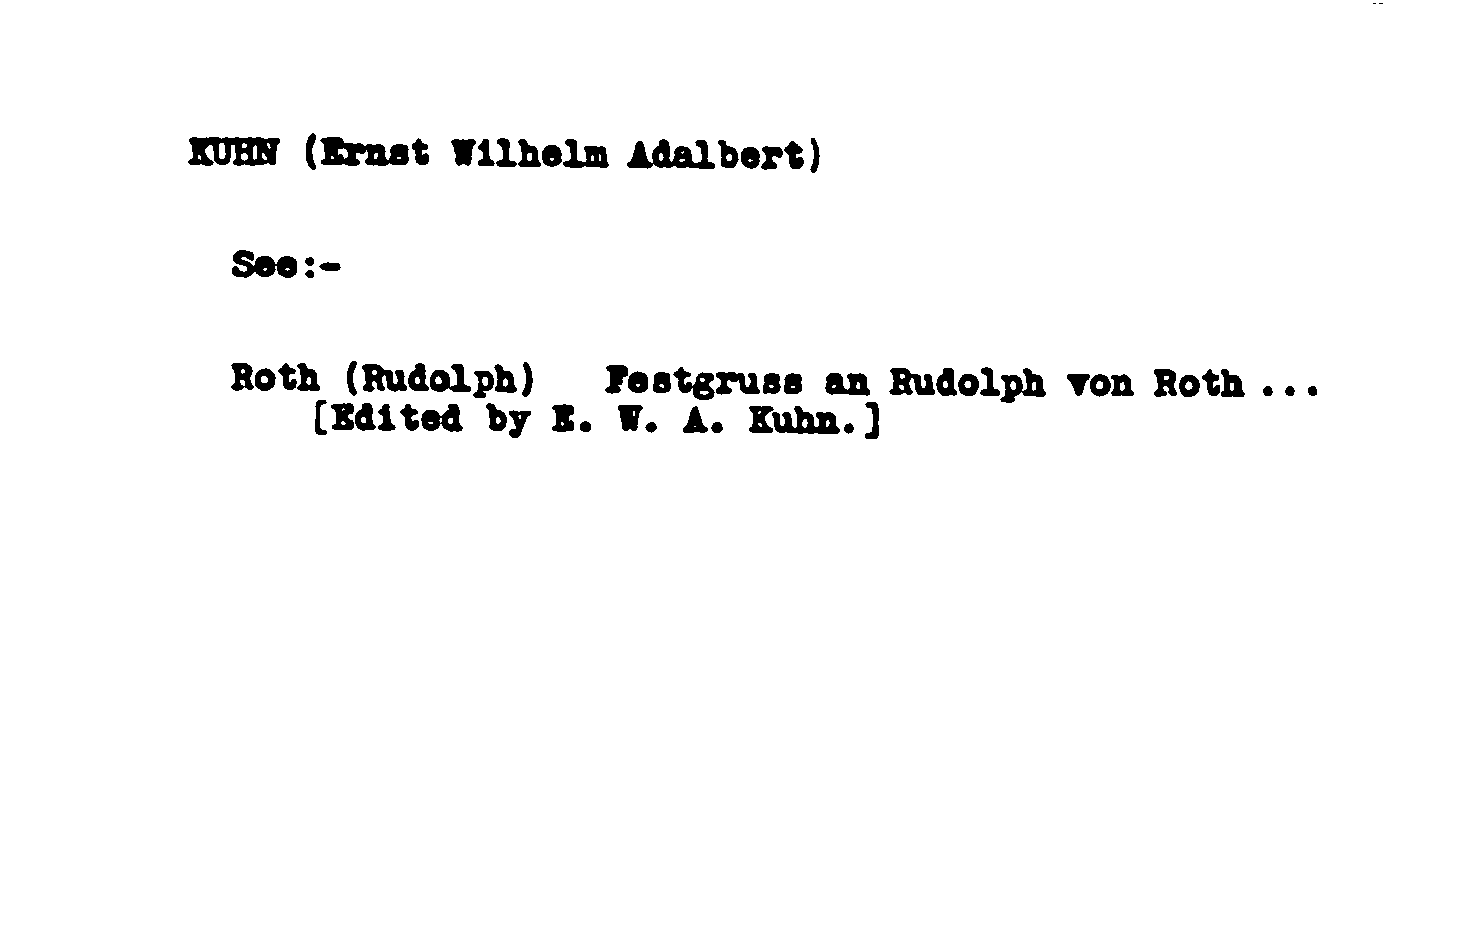 KUHN (Ernst Wilhelm Adalbert)
See:-
Roth (Rudolph) Festgruss an Rudolph von Roth ...
[Edited by E. W. A. Kuhn.]